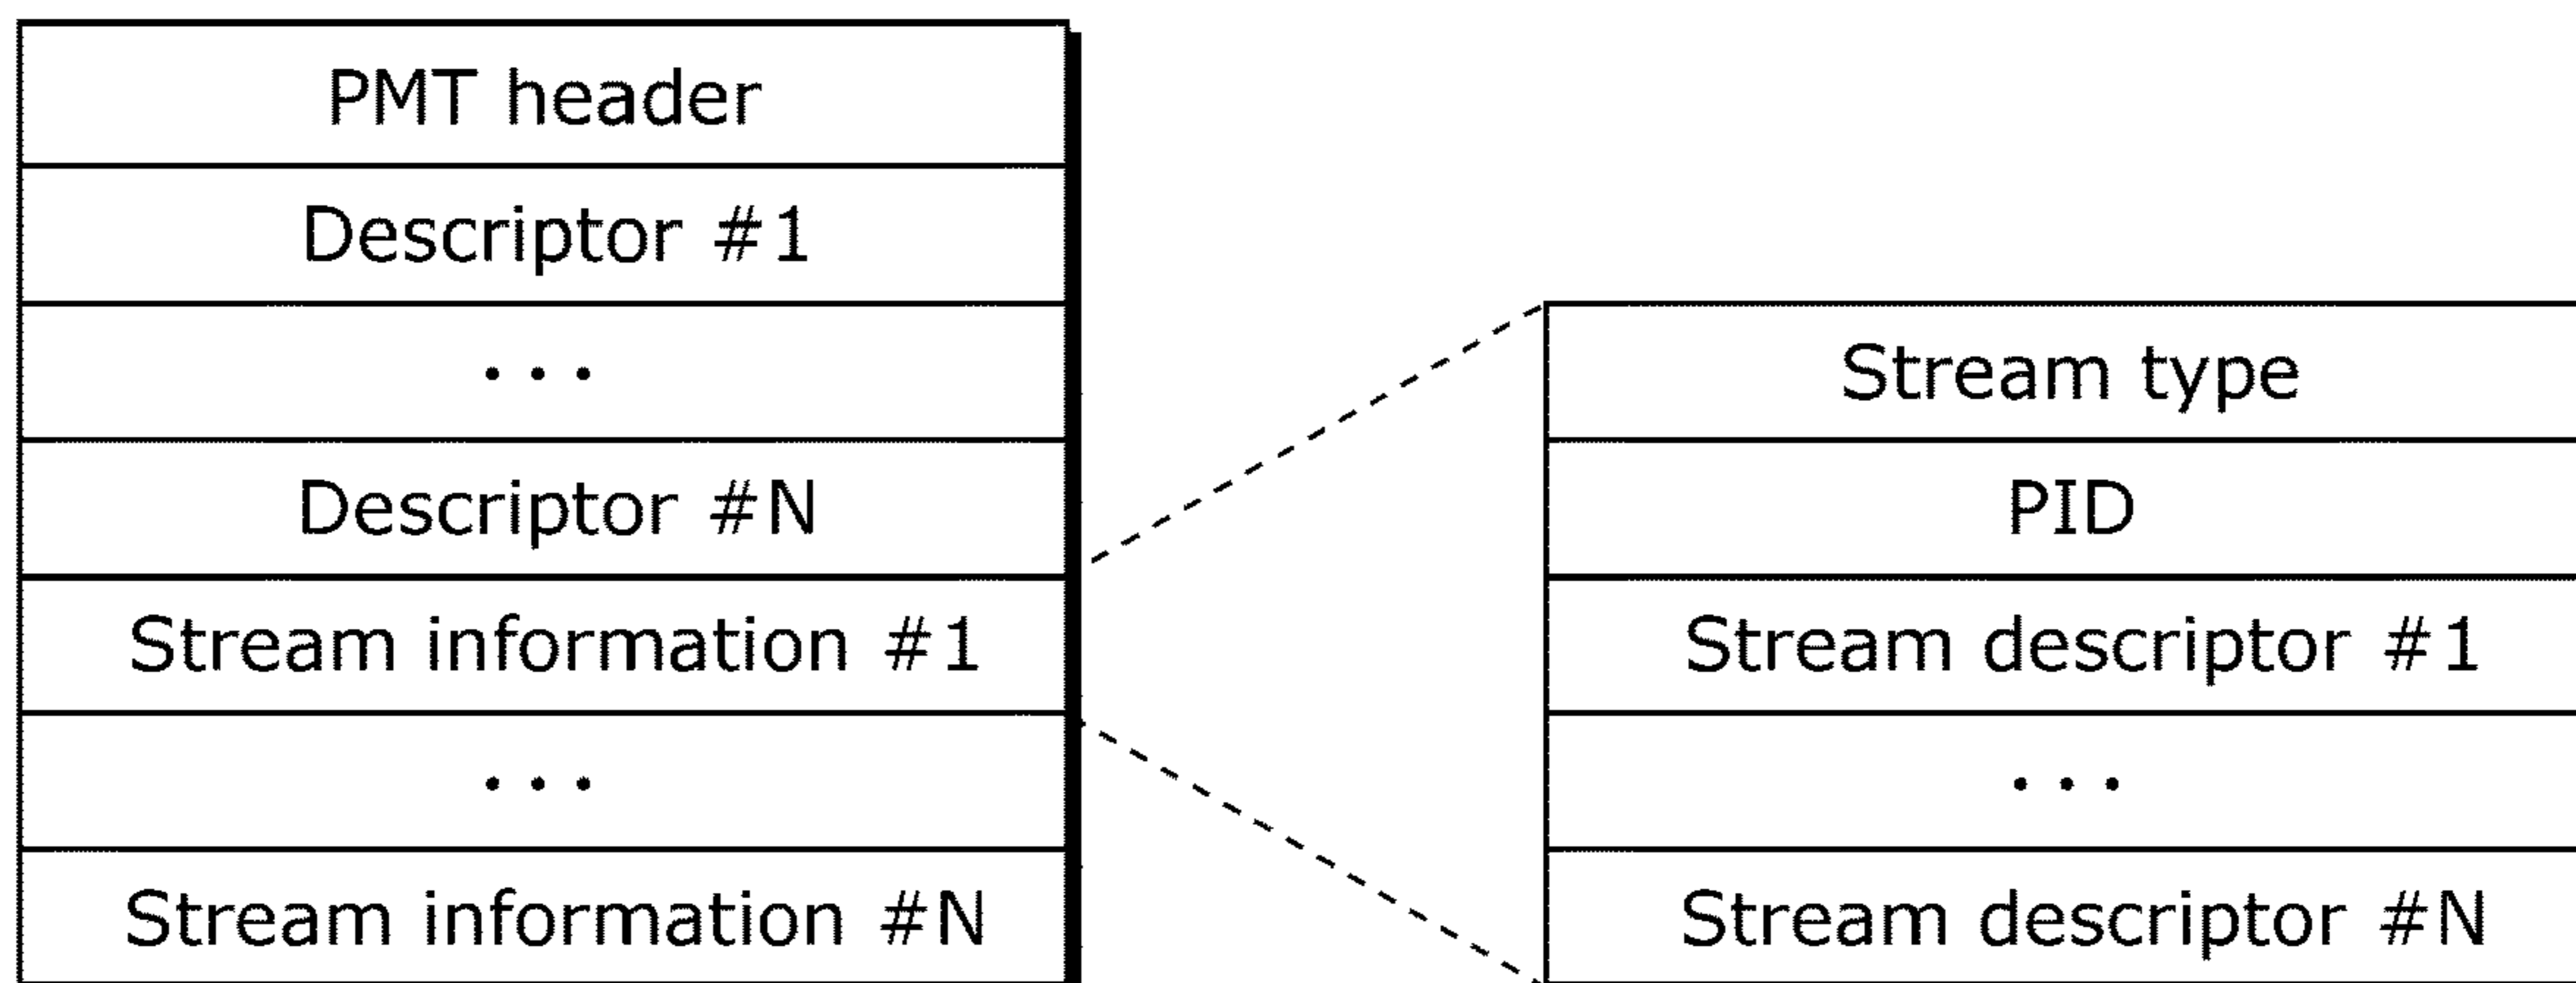 PMT header
Descriptor #1
...
Descriptor #N
Stream information #1
...
Stream information #N
Stream type
PID
Stream descriptor #1
...
Stream descriptor #N